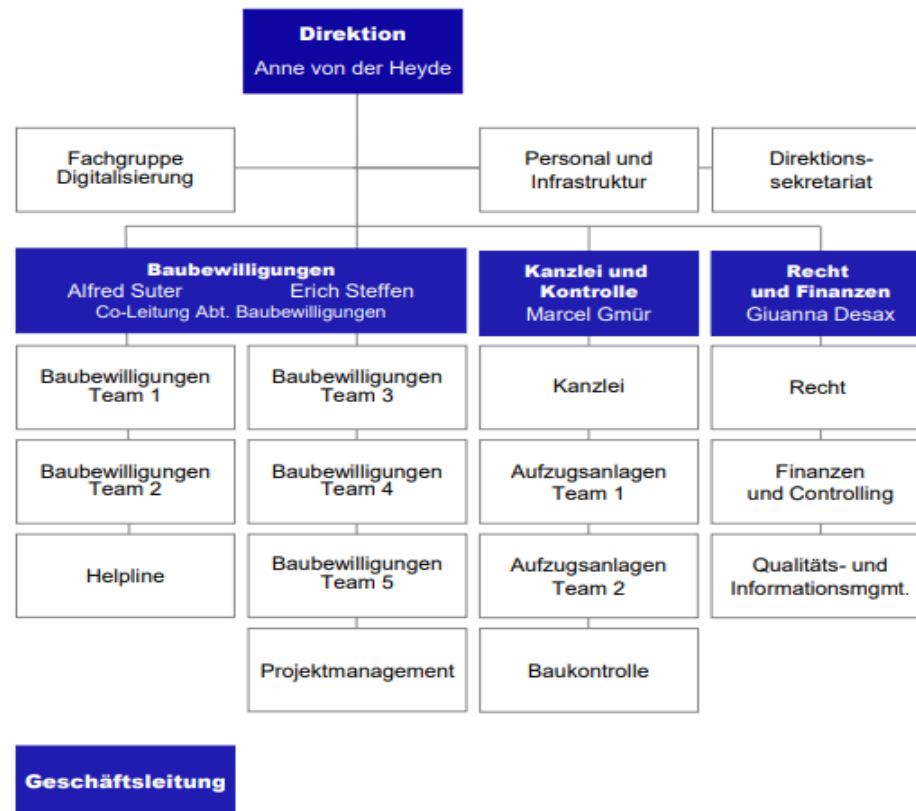 Direktion
Anne von der Heyde
Fachgruppe
Digitalisierung
Personal und
Infrastruktur
Direktions-
sekretariat
Baubewilligungen
Alfred Suter
Erich Steffen
Co-Leitung Abt. Baubewilligungen
Baubewilligungen
Team 1
Baubewilligungen
Team 2
Helpline
Baubewilligungen
Team 3
Baubewilligungen
Team 4
Baubewilligungen
Team 5
Projektmanagement
Kanzlei und
Kontrolle
Marcel Gmür
Kanzlei
Aufzugsanlagen
Team 1
Aufzugsanlagen
Team 2
Baukontrolle
Recht
und Finanzen
Giuanna Desax
Recht
Finanzen
und Controlling
Qualitäts- und
Informationsmgmt.
Geschäftsleitung